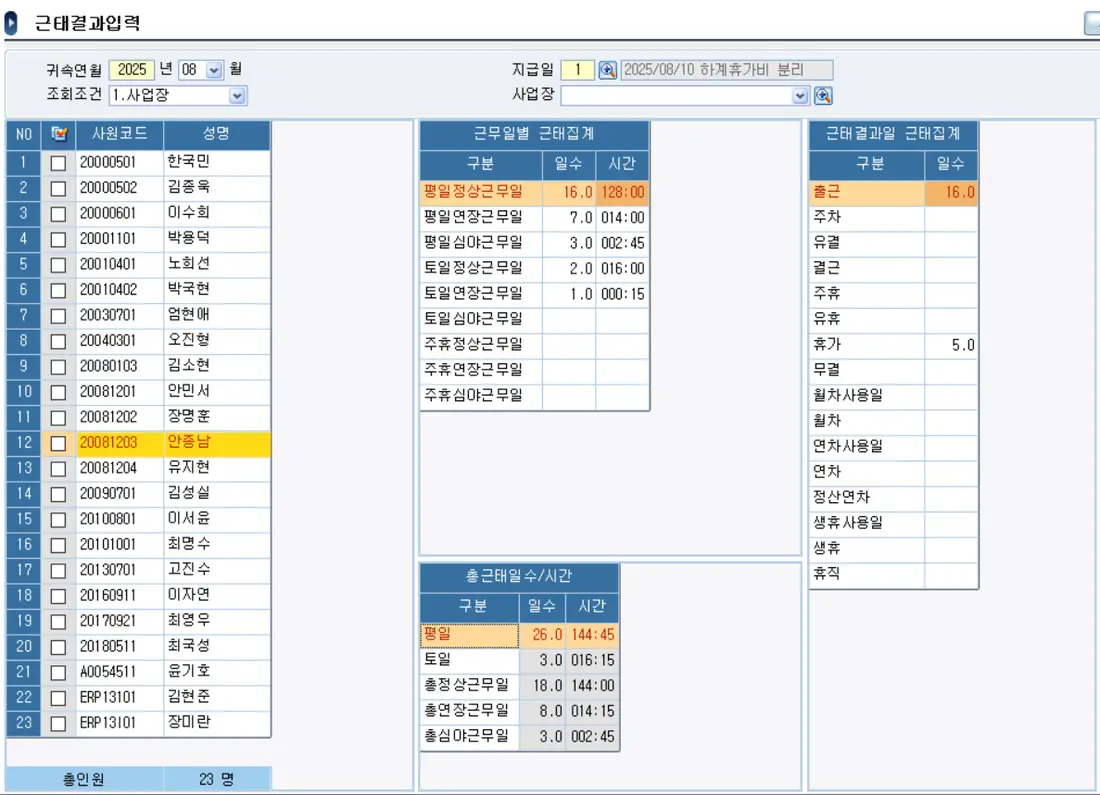 근태결과입력
귀속연월 2025 년 08 월 지급일 1 2025/08/10 하계휴가비 분리
조회조건 1.사업장 사업장
NO 사원코드 성명
1 20000501 한국민
2 20000502 김종욱
3 20000601 이수희
4 20001101 박용덕
5 20010401 노희선
6 20010402 박국현
7 20030701 엄현애
8 20040301 오진형
9 20080103 김소현
10 20081201 안민서
11 20081202 장명훈
12 20081203 안종남
13 20081204 유지현
14 20090701 김성실
15 20100801 이서윤
16 20101001 최명수
17 20130701 고진수
18 20160911 이자연
19 20170921 최영우
20 20180511 최국성
21 A0054511 윤기호
22 ERP13101 김현준
23 ERP13I01 장미란
총인원 23 명
근무일별 근태집계
구분 일수 시간
평일정상근무일 16.0 128:00
평일연장근무일 7.0 014:00
평일심야근무일 3.0 002:45
토일정상근무일 2.0 016:00
토일연장근무일 1.0 000:15
토일심야근무일
주휴정상근무일
주휴연장근무일
주휴심야근무일
총근태일수/시간
구분 일수 시간
평일 26.0 144:45
토일 3.0 016:15
총정상근무일 18.0 144:00
총연장근무일 8.0 014:15
총심야근무일 3.0 002:45
근태결과일 근태집계
구분 일수
출근 16.0
주차
유결
결근
주휴
유휴
휴가 5.0
무결
월차사용일
월차
연차사용일
연차
정산연차
생휴사용일
생휴
휴직